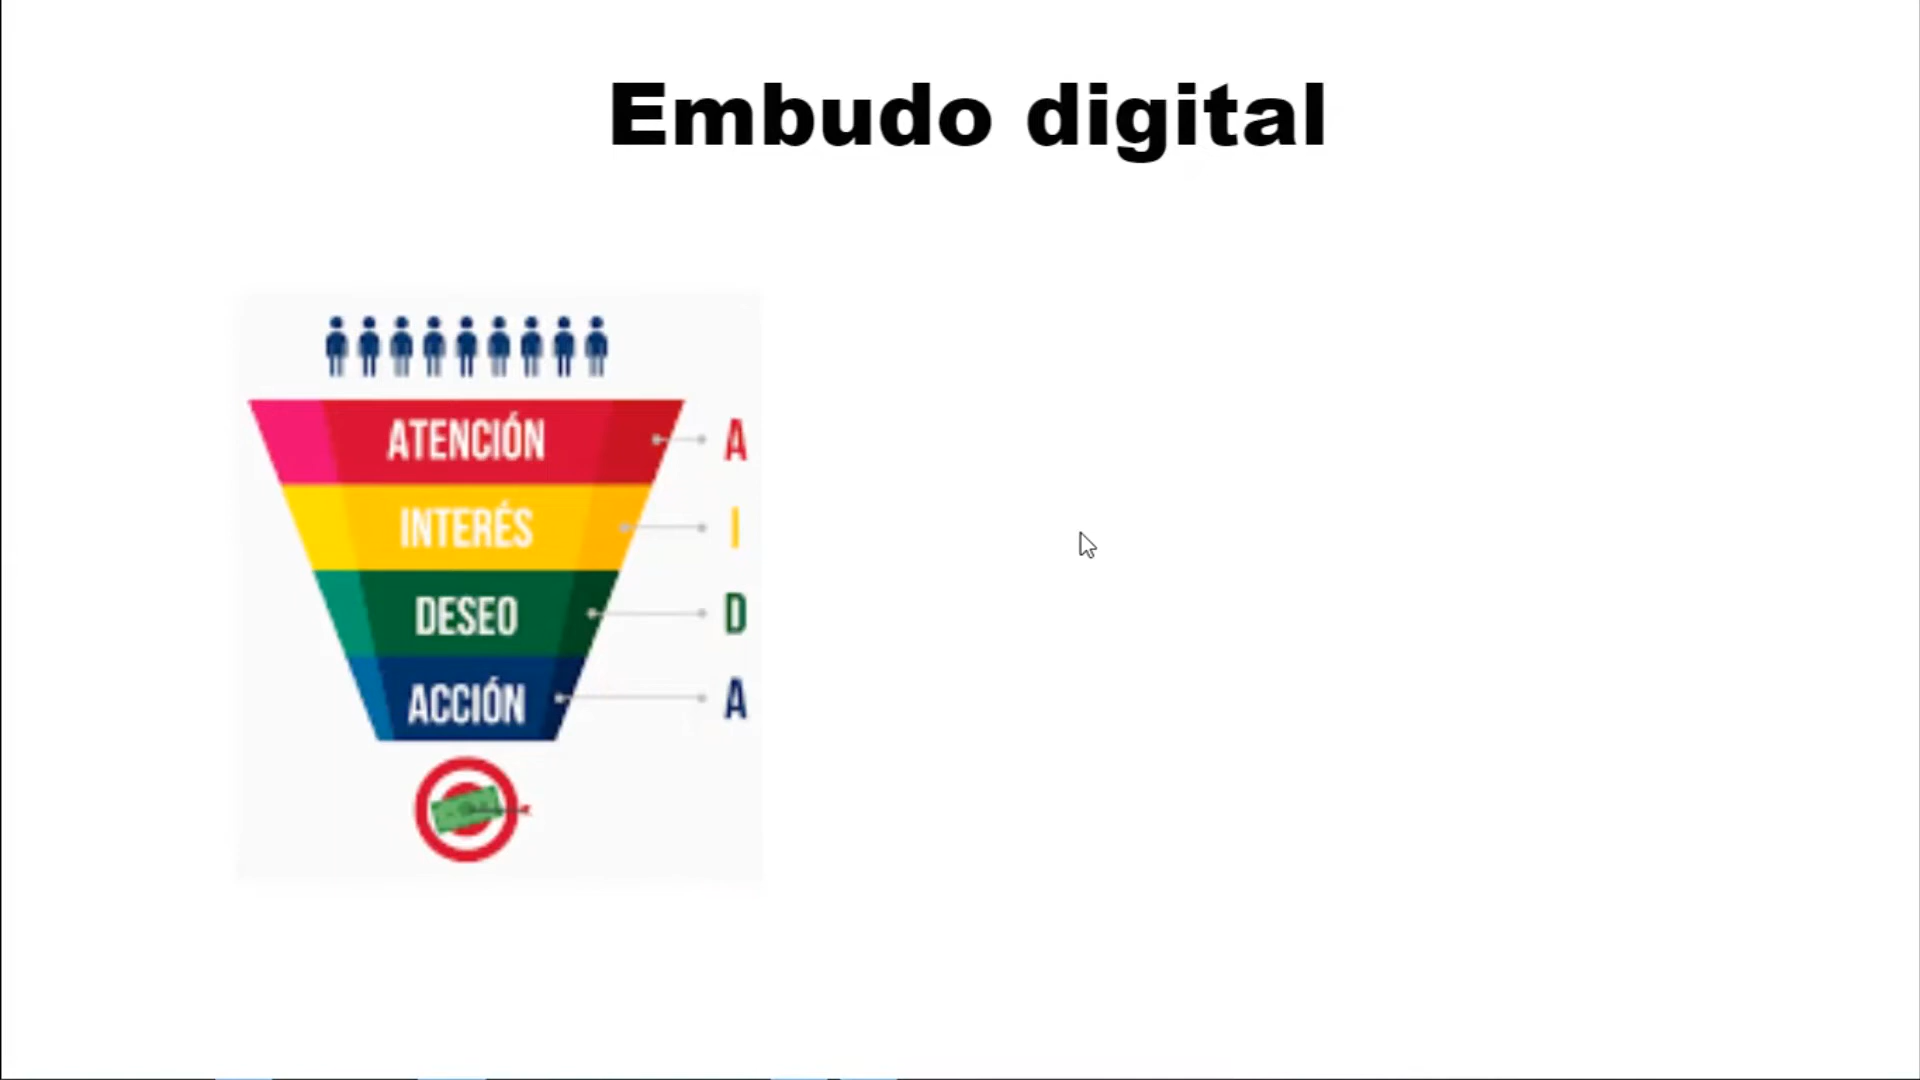 Embudo digital
ATENCIÓN A
INTERÉS I
DESEO D
ACCIÓN A